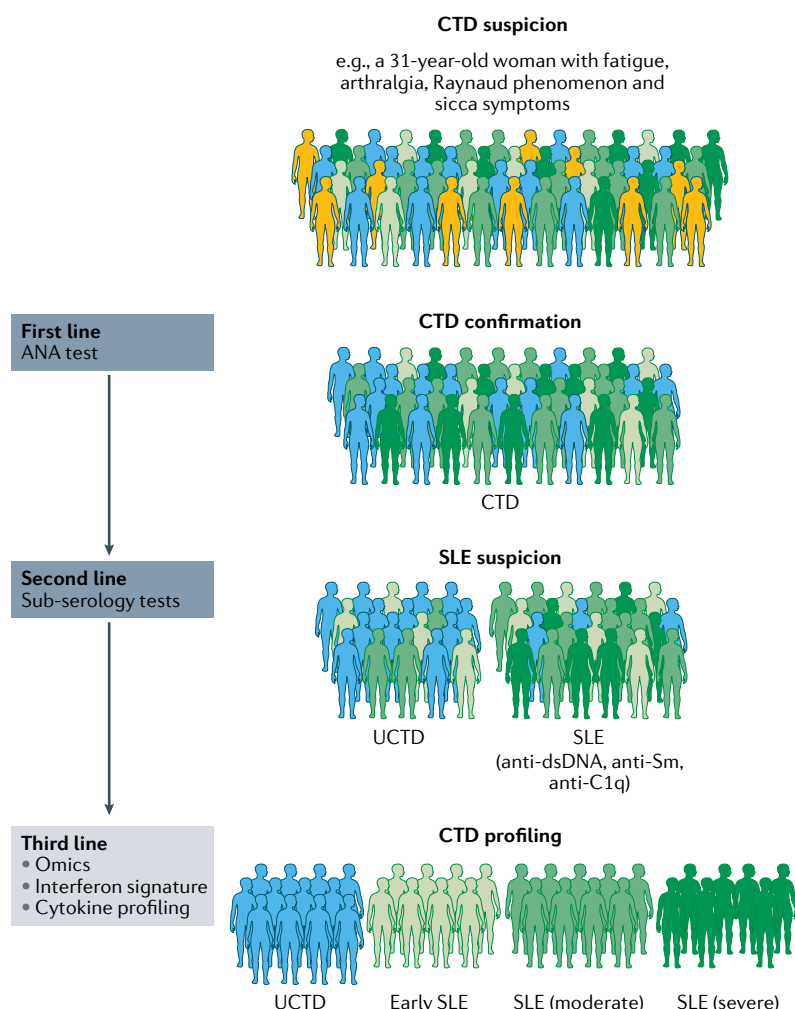 CTD suspicion
e.g., a 31-year-old woman with fatigue,
arthralgia, Raynaud phenomenon and
sicca symptoms
First line
ANA test
CTD confirmation
CTD
Second line
Sub-serology tests
SLE suspicion
UCTD
SLE
(anti-dsDNA, anti-Sm,
anti-C1q)
Third line
• Omics
• Interferon signature
• Cytokine profiling
CTD profiling
UCTD
Early SLE
SLE (moderate)
SLE (severe)